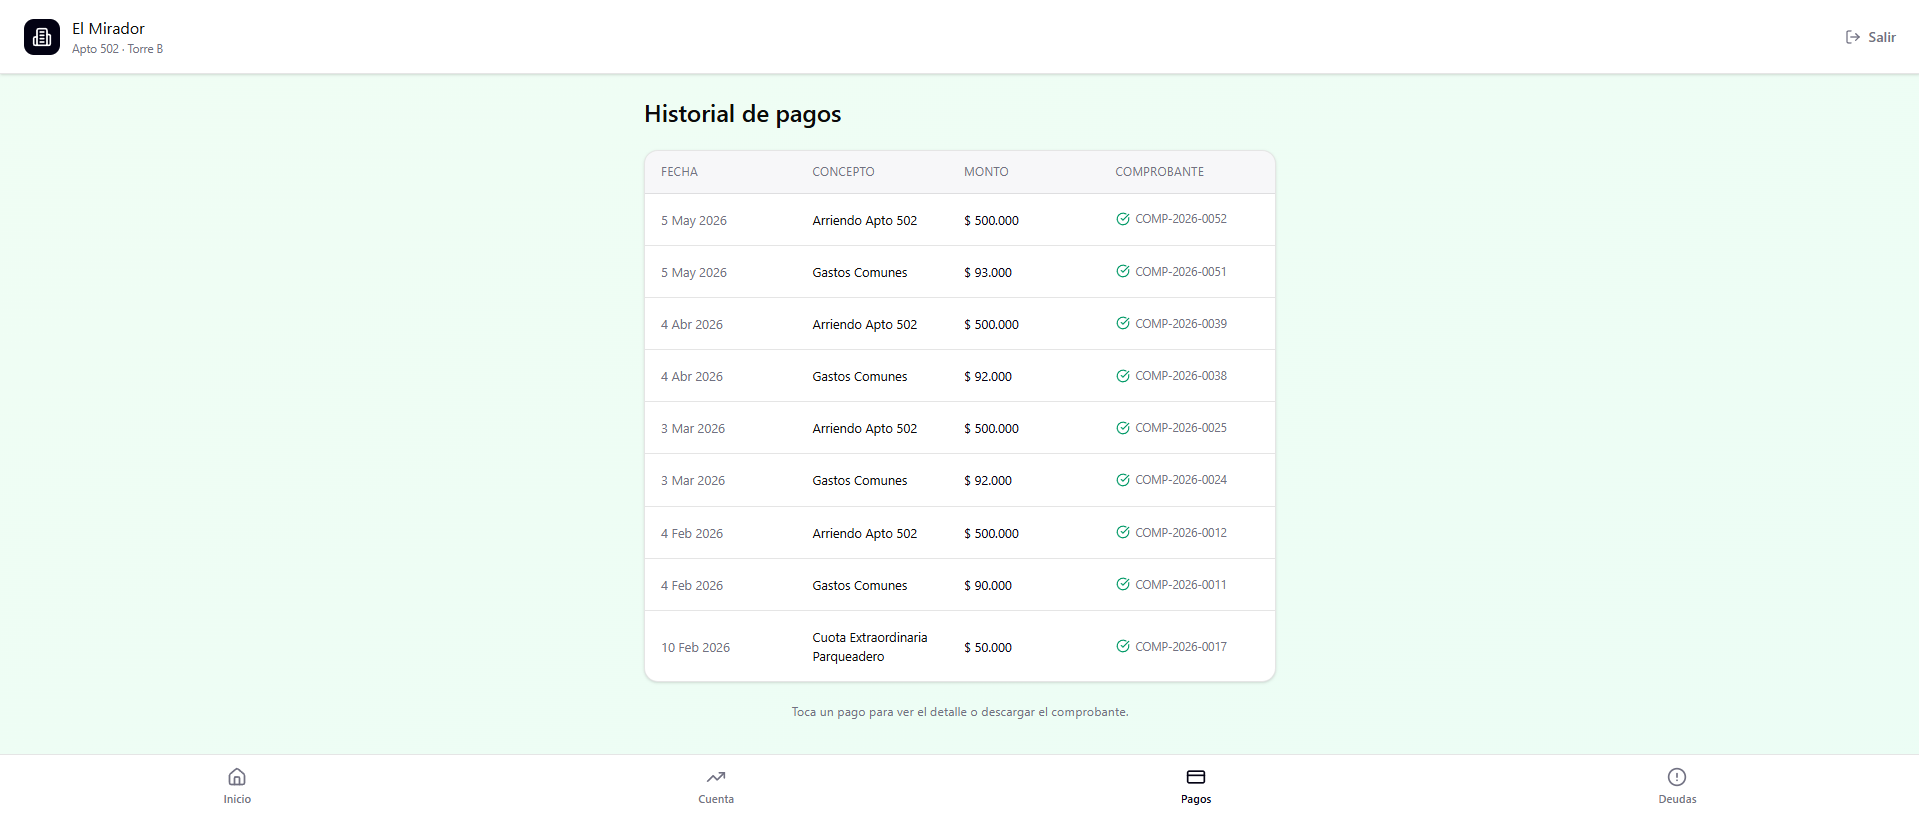 El Mirador
Apto 502 · Torre B
Salir
Historial de pagos
FECHA CONCEPTO MONTO COMPROBANTE
5 May 2026 Arriendo Apto 502 $ 500.000 COMP-2026-0052
5 May 2026 Gastos Comunes $ 93.000 COMP-2026-0051
4 Abr 2026 Arriendo Apto 502 $ 500.000 COMP-2026-0039
4 Abr 2026 Gastos Comunes $ 92.000 COMP-2026-0038
3 Mar 2026 Arriendo Apto 502 $ 500.000 COMP-2026-0025
3 Mar 2026 Gastos Comunes $ 92.000 COMP-2026-0024
4 Feb 2026 Arriendo Apto 502 $ 500.000 COMP-2026-0012
4 Feb 2026 Gastos Comunes $ 90.000 COMP-2026-0011
10 Feb 2026 Cuota Extraordinaria $ 50.000 COMP-2026-0017
Parqueadero
Toca un pago para ver el detalle o descargar el comprobante.
Inicio Cuenta Pagos Deudas